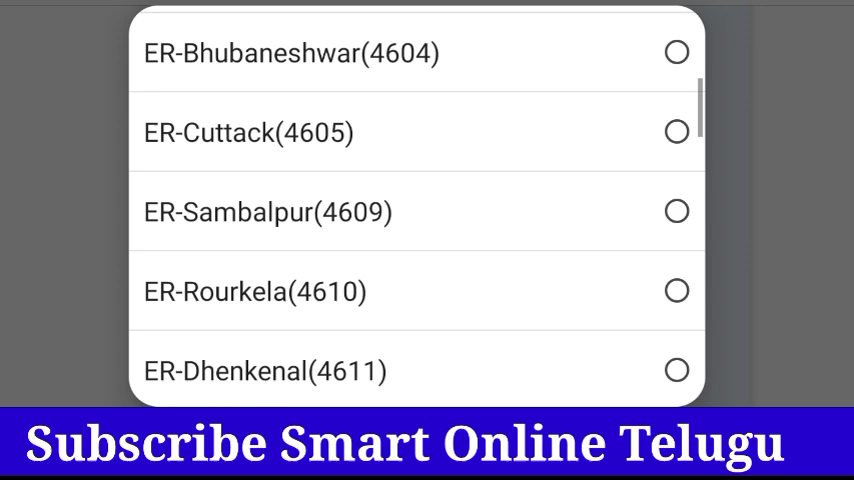 ER-Bhubaneshwar(4604)
ER-Cuttack(4605)
ER-Sambalpur(4609)
ER-Rourkela(4610)
ER-Dhenkenal(4611)
Subscribe Smart Online Telugu